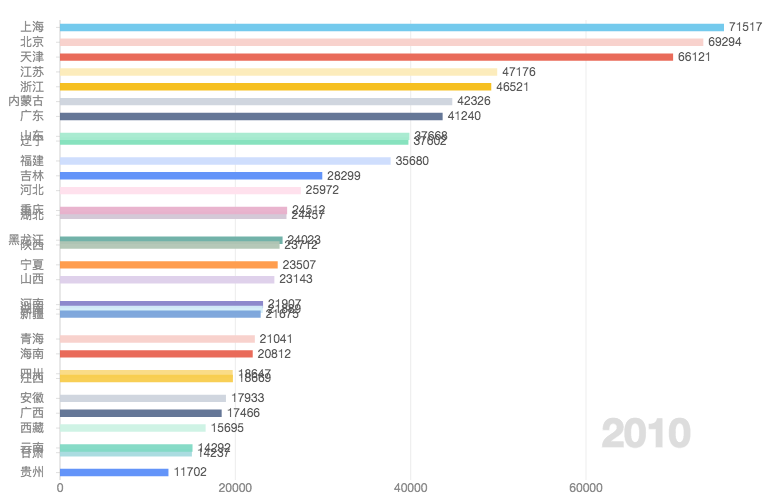 上海 71517
北京 69294
天津 66121
江苏 47176
浙江 46521
内蒙古 42326
广东 41240
山东 37668
辽宁 37602
福建 35680
吉林 28299
河北 25972
重庆 24512
湖北 24457
黑龙江 24023
陕西 23712
宁夏 23507
山西 23143
河南 21907
新疆 21675
青海 21041
海南 20812
四川 18647
江西 18669
安徽 17933
广西 17466
西藏 15695
云南 14292
甘肃 14237
贵州 11702
2010
0 20000 40000 60000